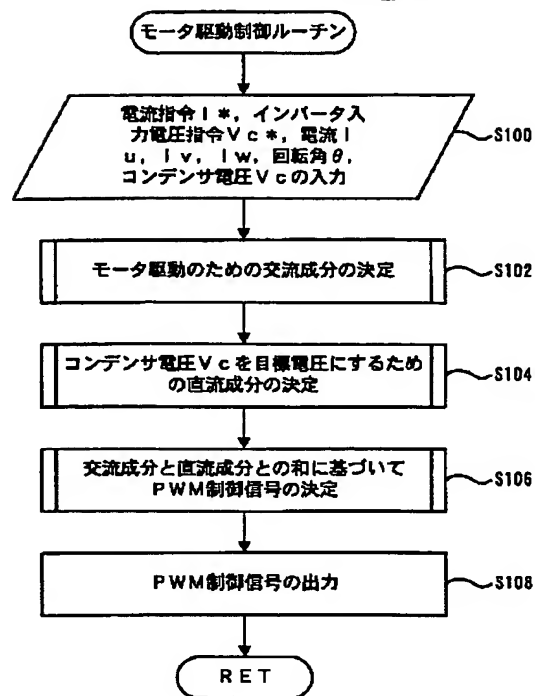 モータ駆動制御ルーチン
電流指令I*，インバータ入
力電圧指令Vc*，電流I
u，Iv，Iw，回転角θ，
コンデンサ電圧Vcの入力
S100
モータ駆動のための交流成分の決定
S102
コンデンサ電圧Vcを目標電圧にするため
の直流成分の決定
S104
交流成分と直流成分との和に基づいて
PWM制御信号の決定
S106
PWM制御信号の出力
S108
RET